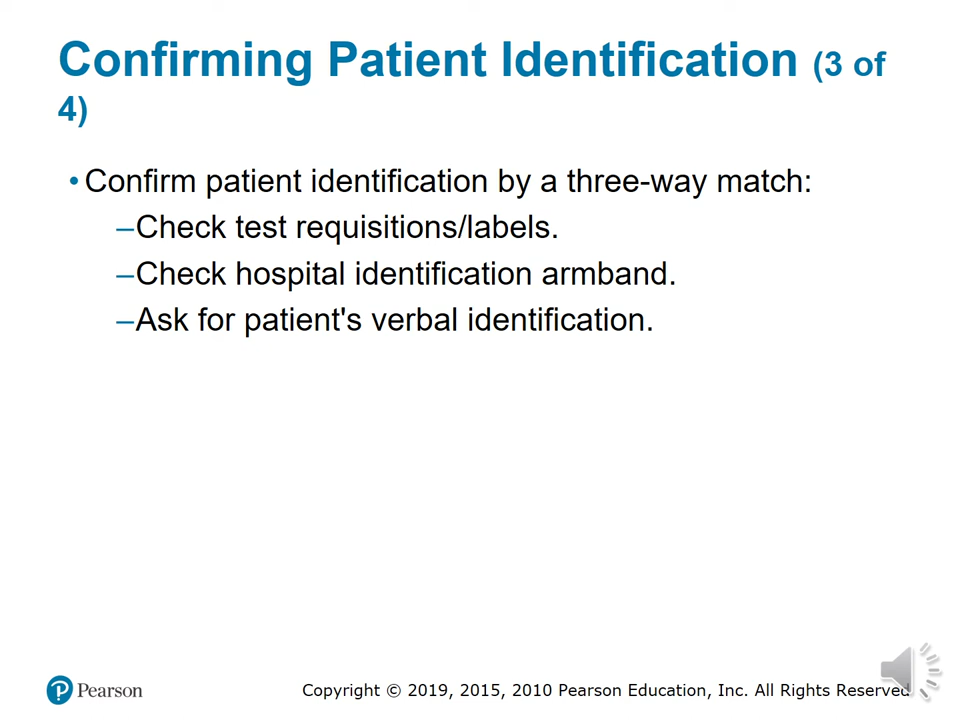 Confirming Patient Identification (3 of
4)
• Confirm patient identification by a three-way match:
–Check test requisitions/labels.
–Check hospital identification armband.
–Ask for patient's verbal identification.
Pearson
Copyright © 2019, 2015, 2010 Pearson Education, Inc. All Rights Reserved